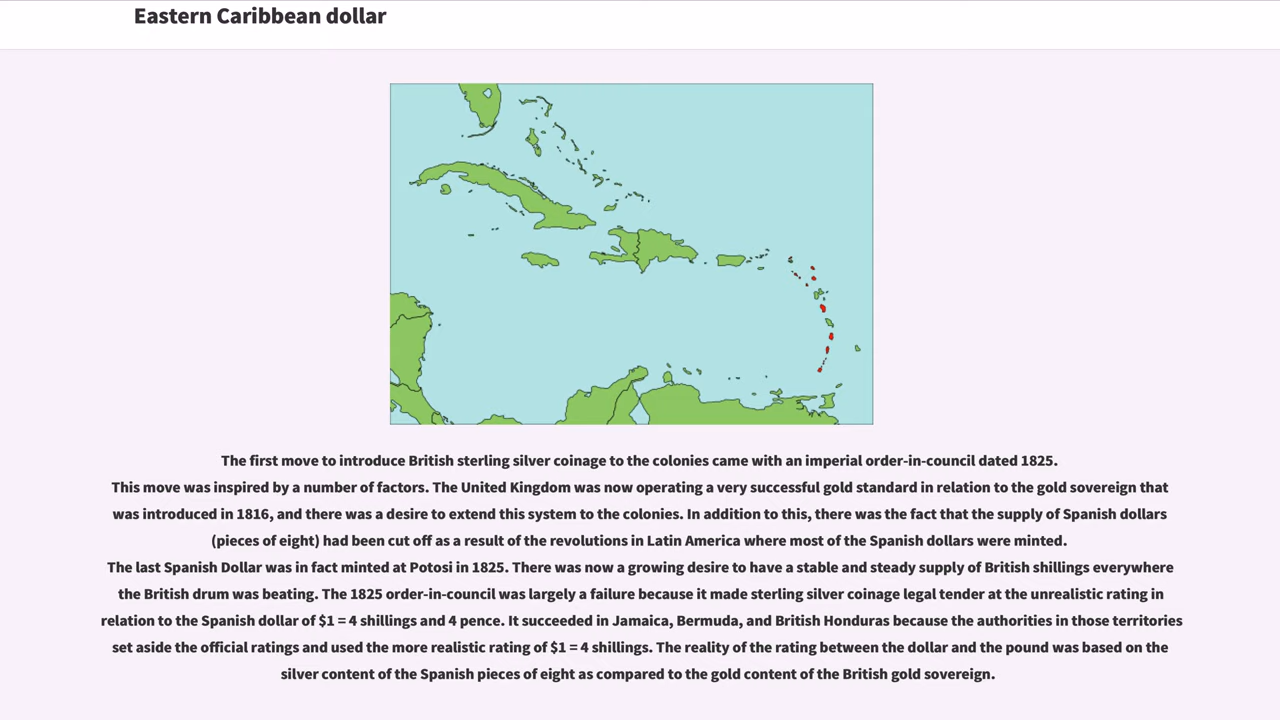 Eastern Caribbean dollar
The first move to introduce British sterling silver coinage to the colonies came with an imperial order-in-council dated 1825.
This move was inspired by a number of factors. The United Kingdom was now operating a very successful gold standard in relation to the gold sovereign that
was introduced in 1816, and there was a desire to extend this system to the colonies. In addition to this, there was the fact that the supply of Spanish dollars
(pieces of eight) had been cut off as a result of the revolutions in Latin America where most of the Spanish dollars were minted.
The last Spanish Dollar was in fact minted at Potosi in 1825. There was now a growing desire to have a stable and steady supply of British shillings everywhere
the British drum was beating. The 1825 order-in-council was largely a failure because it made sterling silver coinage legal tender at the unrealistic rating in
relation to the Spanish dollar of $1 = 4 shillings and 4 pence. It succeeded in Jamaica, Bermuda, and British Honduras because the authorities in those territories
set aside the official ratings and used the more realistic rating of $1 = 4 shillings. The reality of the rating between the dollar and the pound was based on the
silver content of the Spanish pieces of eight as compared to the gold content of the British gold sovereign.